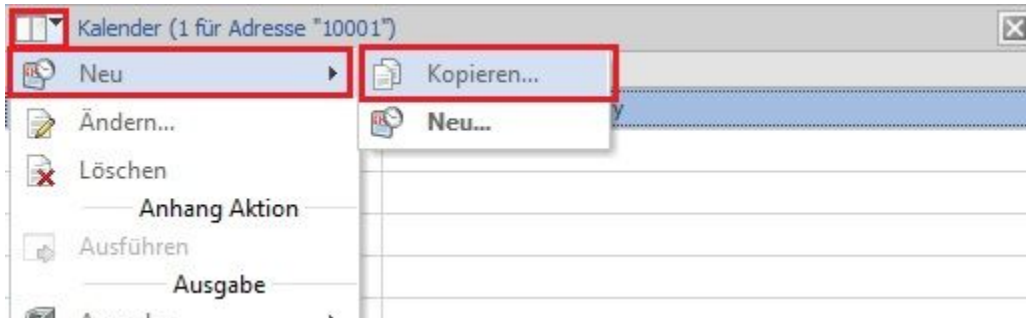 Kalender (1 für Adresse "10001")
Neu
Kopieren...
Ändern...
Neu...
y
Löschen
Anhang Aktion
Ausführen
Ausgabe